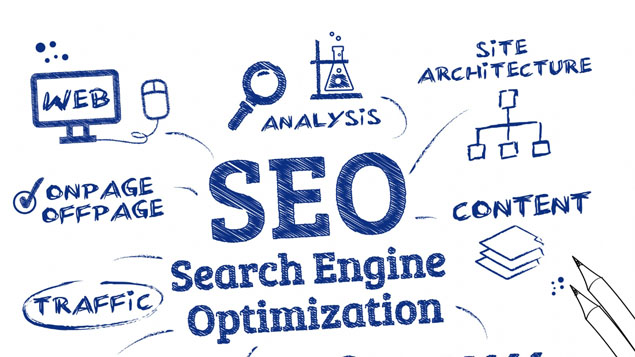 WEB
ANALYSIS
SITE
ARCHITECTURE
ONPAGE
OFFPAGE
SEO
Search Engine
Optimization
CONTENT
TRAFFIC